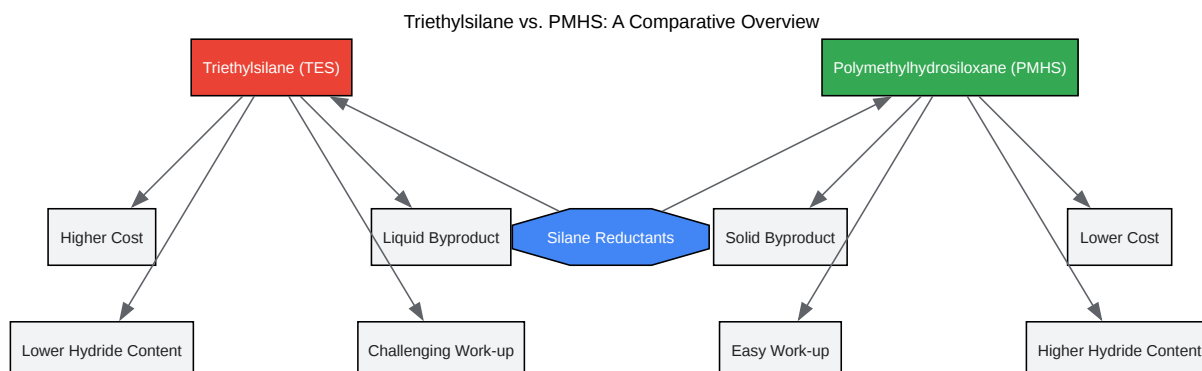 Triethylsilane vs. PMHS: A Comparative Overview
Triethylsilane (TES)
Polymethylhydrosiloxane (PMHS)
Higher Cost
Liquid Byproduct
Silane Reductants
Solid Byproduct
Lower Cost
Lower Hydride Content
Challenging Work-up
Easy Work-up
Higher Hydride Content